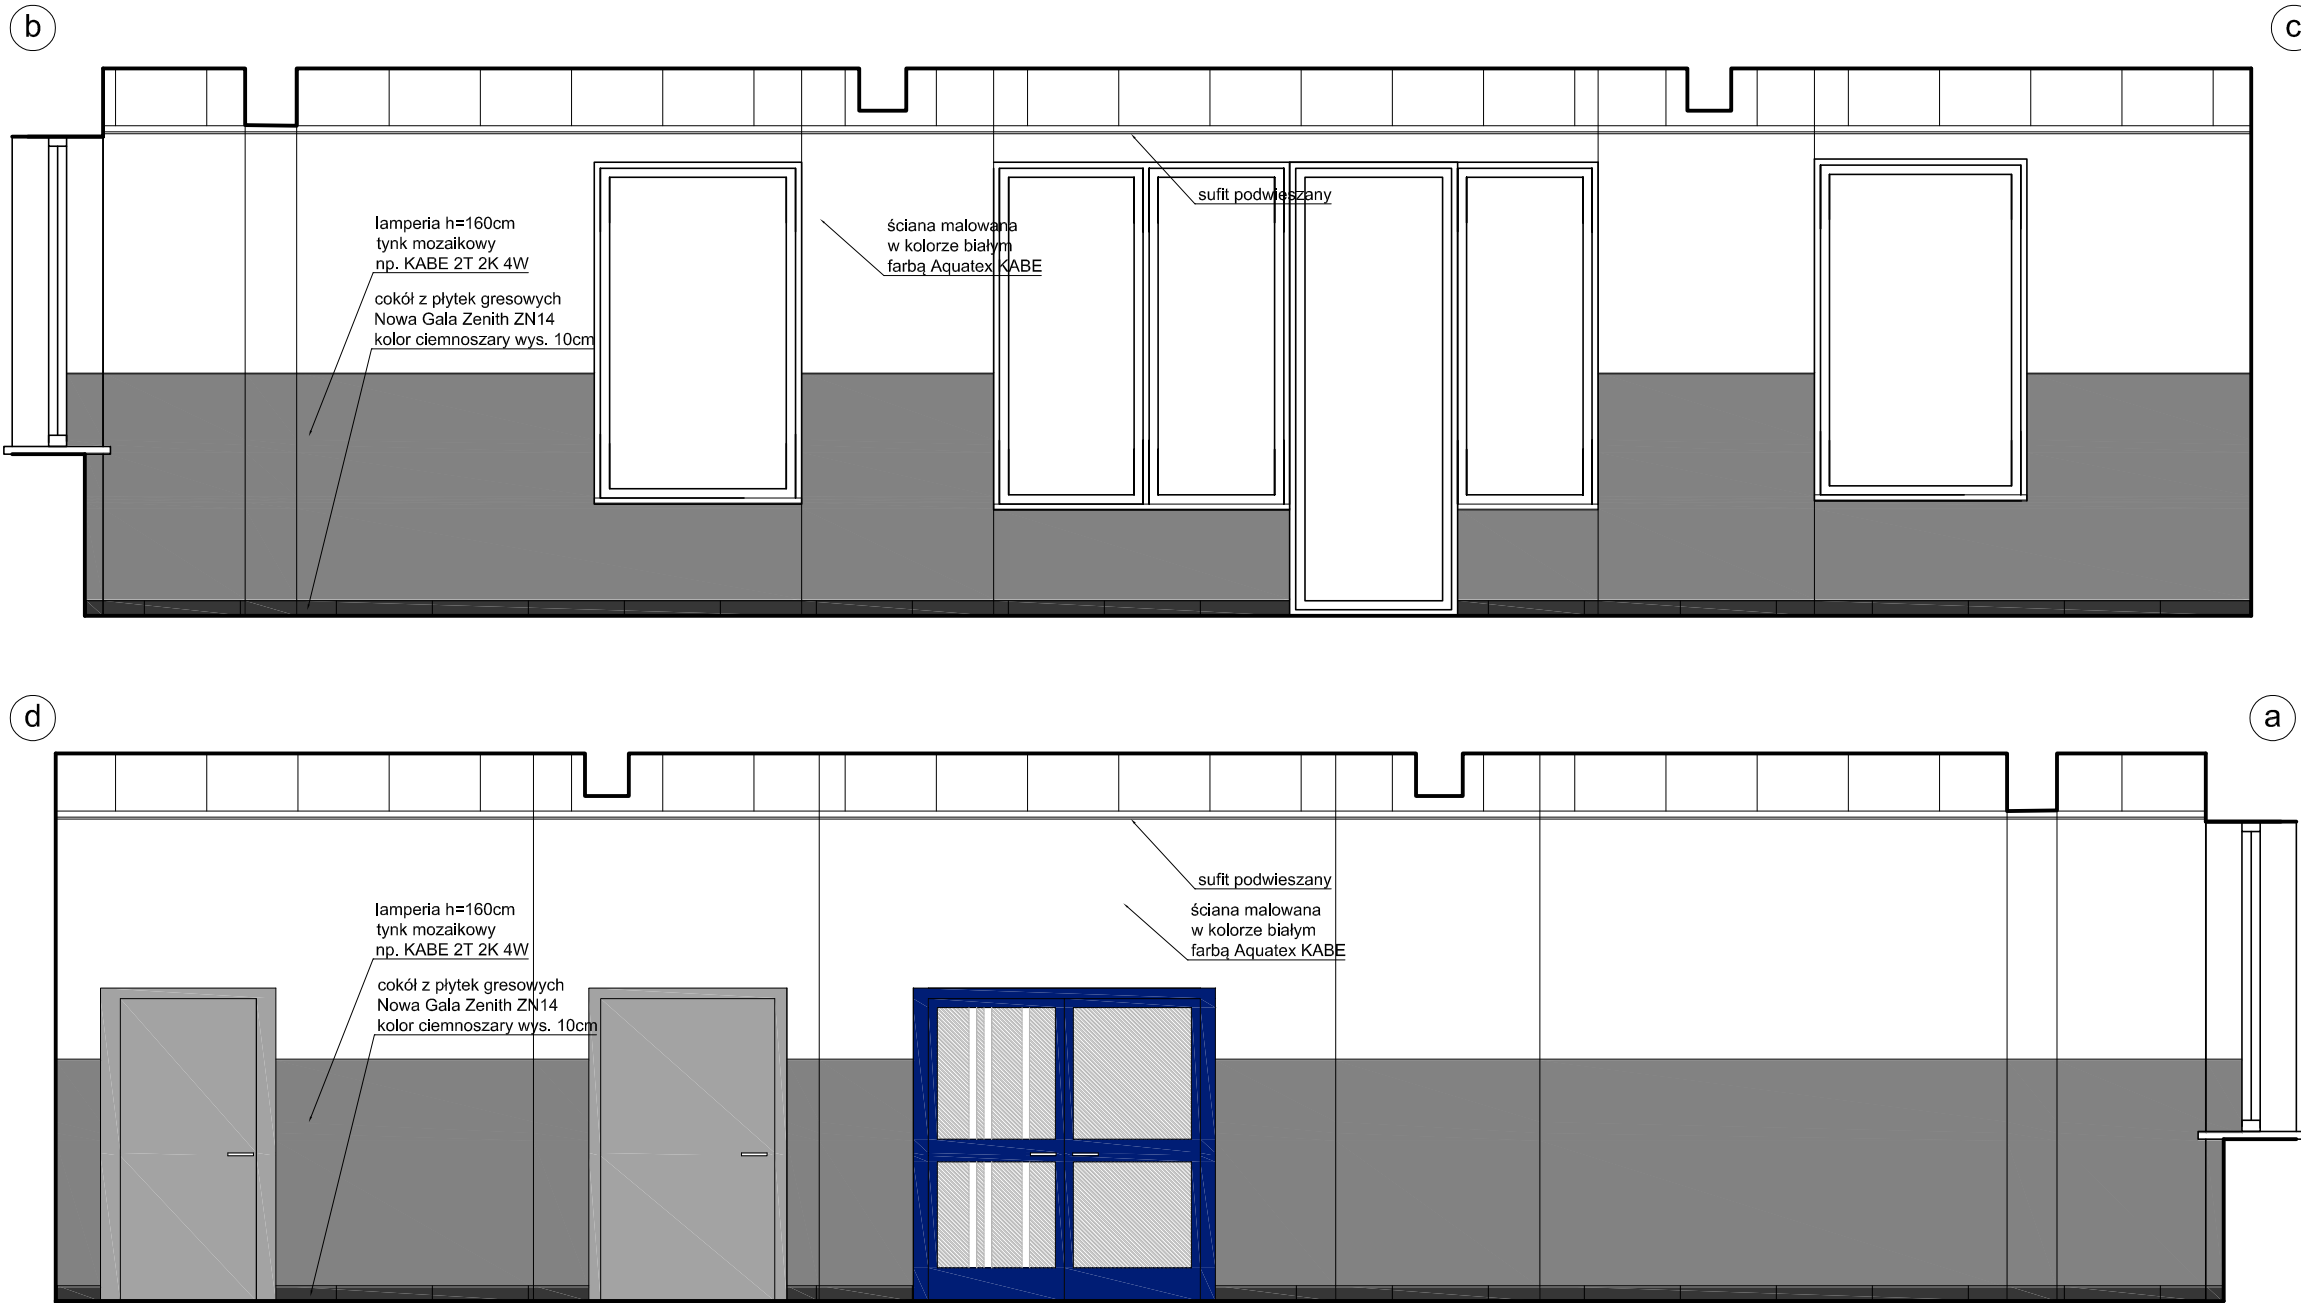 b
c
sufit podwieszany
lamperia h=160cm
tynk mozaikowy
np. KABE 2T 2K 4W
ściana malowana
w kolorze białym
farbą Aquatex KABE
cokół z płytek gresowych
Nowa Gala Zenith ZN14
kolor ciemnoszary wys. 10cm
d
a
sufit podwieszany
lamperia h=160cm
tynk mozaikowy
np. KABE 2T 2K 4W
ściana malowana
w kolorze białym
farbą Aquatex KABE
cokół z płytek gresowych
Nowa Gala Zenith ZN14
kolor ciemnoszary wys. 10cm